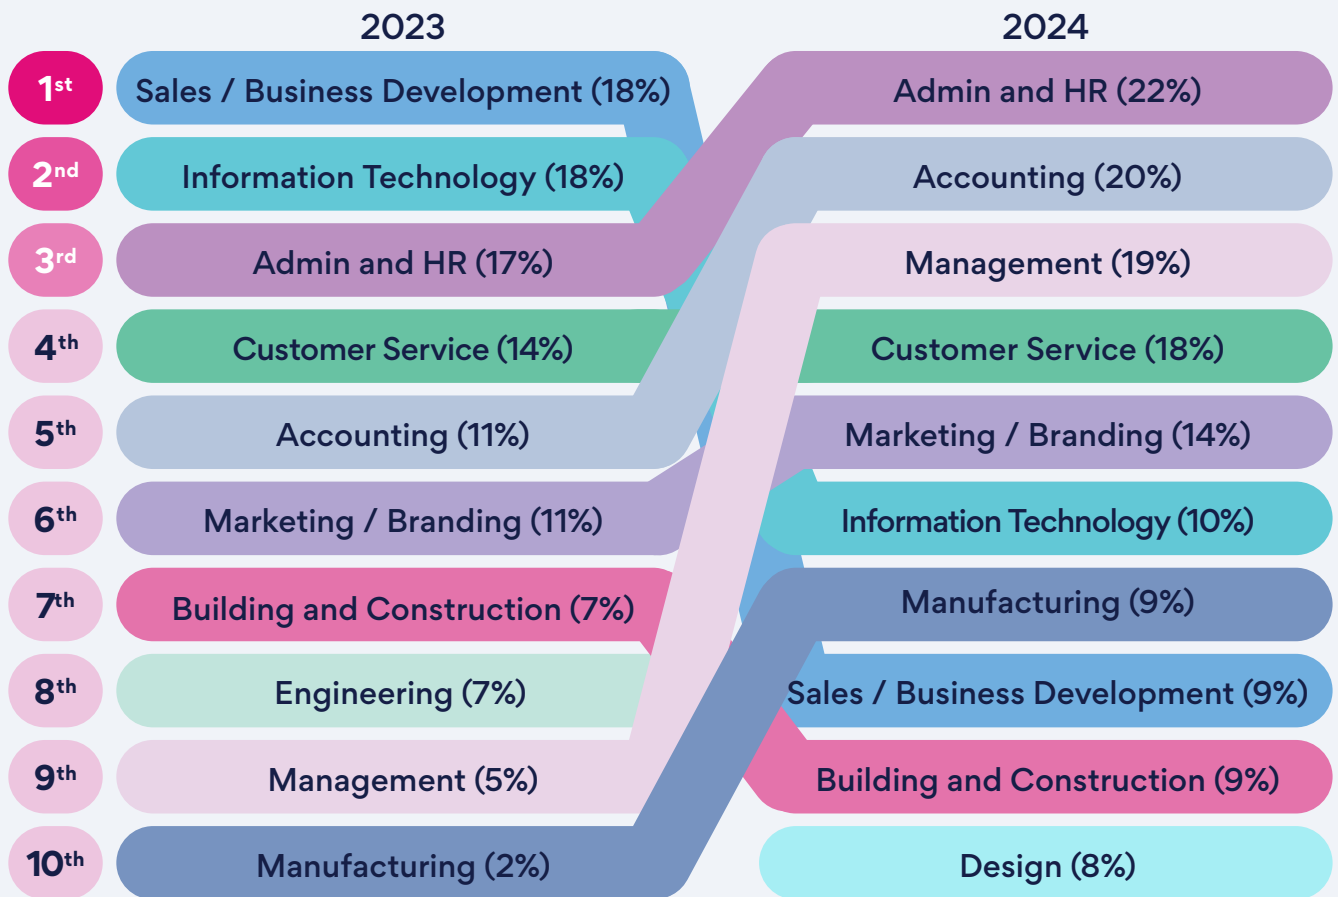 2023 2024
1st Sales / Business Development (18%) Admin and HR (22%)
2nd Information Technology (18%) Accounting (20%)
3rd Admin and HR (17%) Management (19%)
4th Customer Service (14%) Customer Service (18%)
5th Accounting (11%) Marketing / Branding (14%)
6th Marketing / Branding (11%) Information Technology (10%)
7th Building and Construction (7%) Manufacturing (9%)
8th Engineering (7%) Sales / Business Development (9%)
9th Management (5%) Building and Construction (9%)
10th Manufacturing (2%) Design (8%)